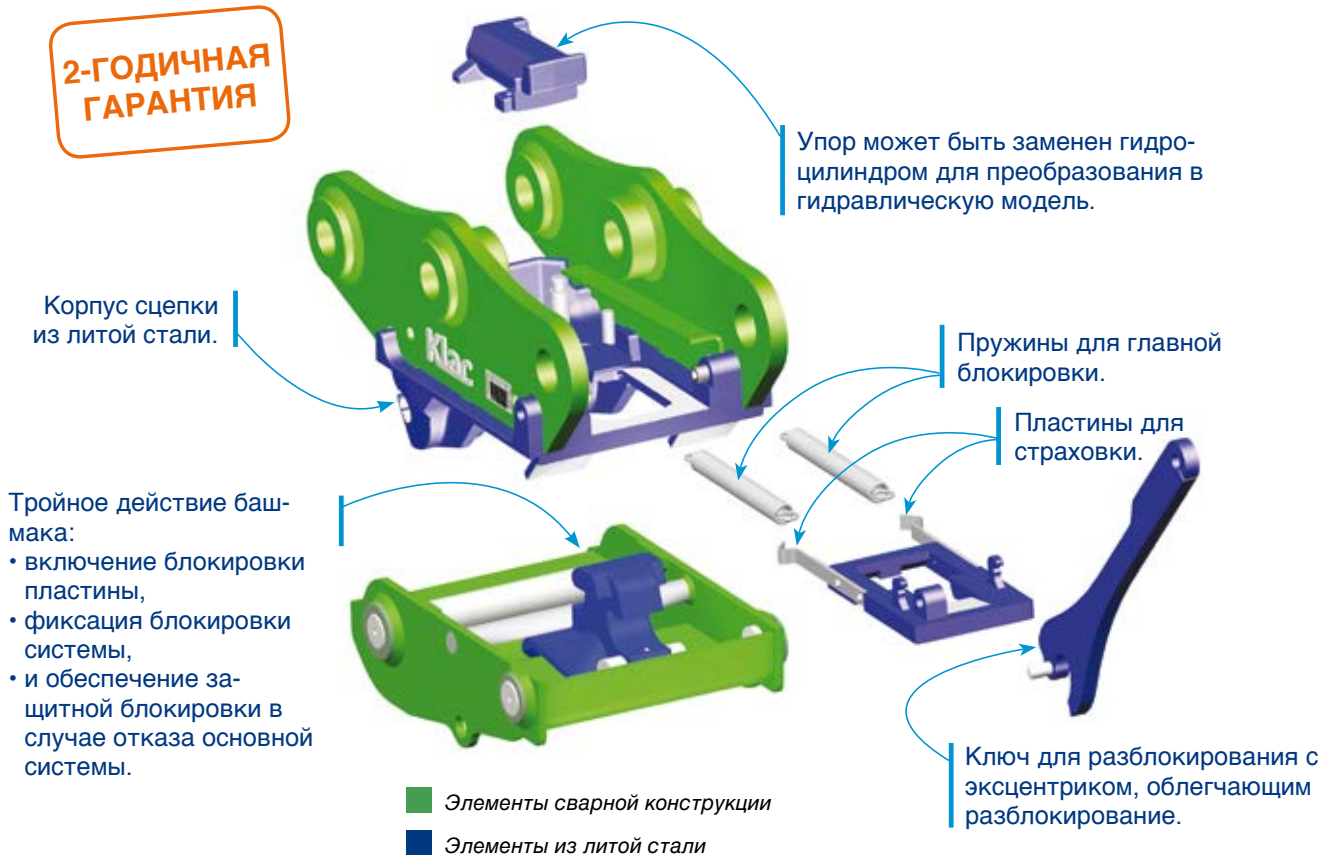 2-ГОДИЧНАЯ
ГАРАНТИЯ
Упор может быть заменен гидро-
цилиндром для преобразования в
гидравлическую модель.
Корпус сцепки
из литой стали.
Klac
Пружины для главной
блокировки.
Пластины для
страховки.
Тройное действие баш-
мака:
• включение блокировки
пластины,
• фиксация блокировки
системы,
• и обеспечение за-
щитной блокировки в
случае отказа основной
системы.
Ключ для разблокирования с
эксцентриком, облегчающим
разблокирование.
Элементы сварной конструкции
Элементы из литой стали